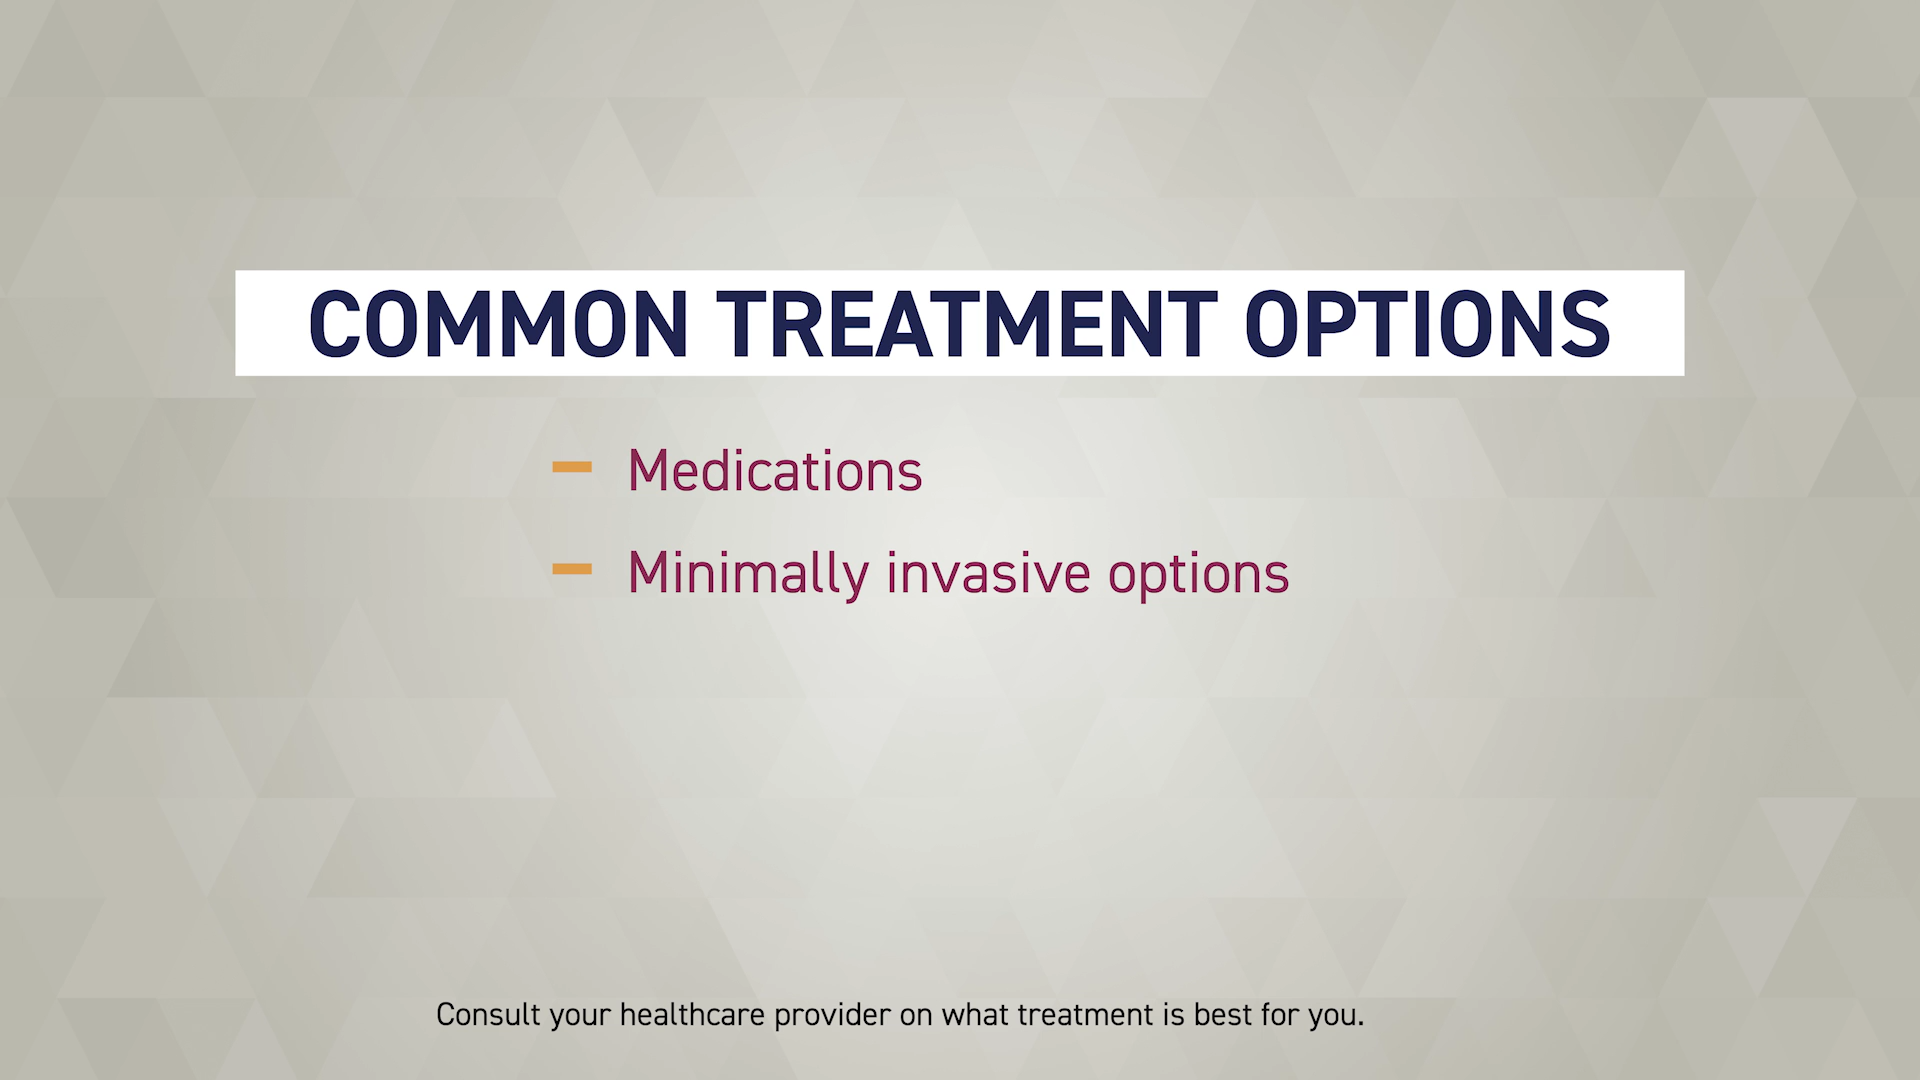 COMMON TREATMENT OPTIONS
Medications
Minimally invasive options
Consult your healthcare provider on what treatment is best for you.